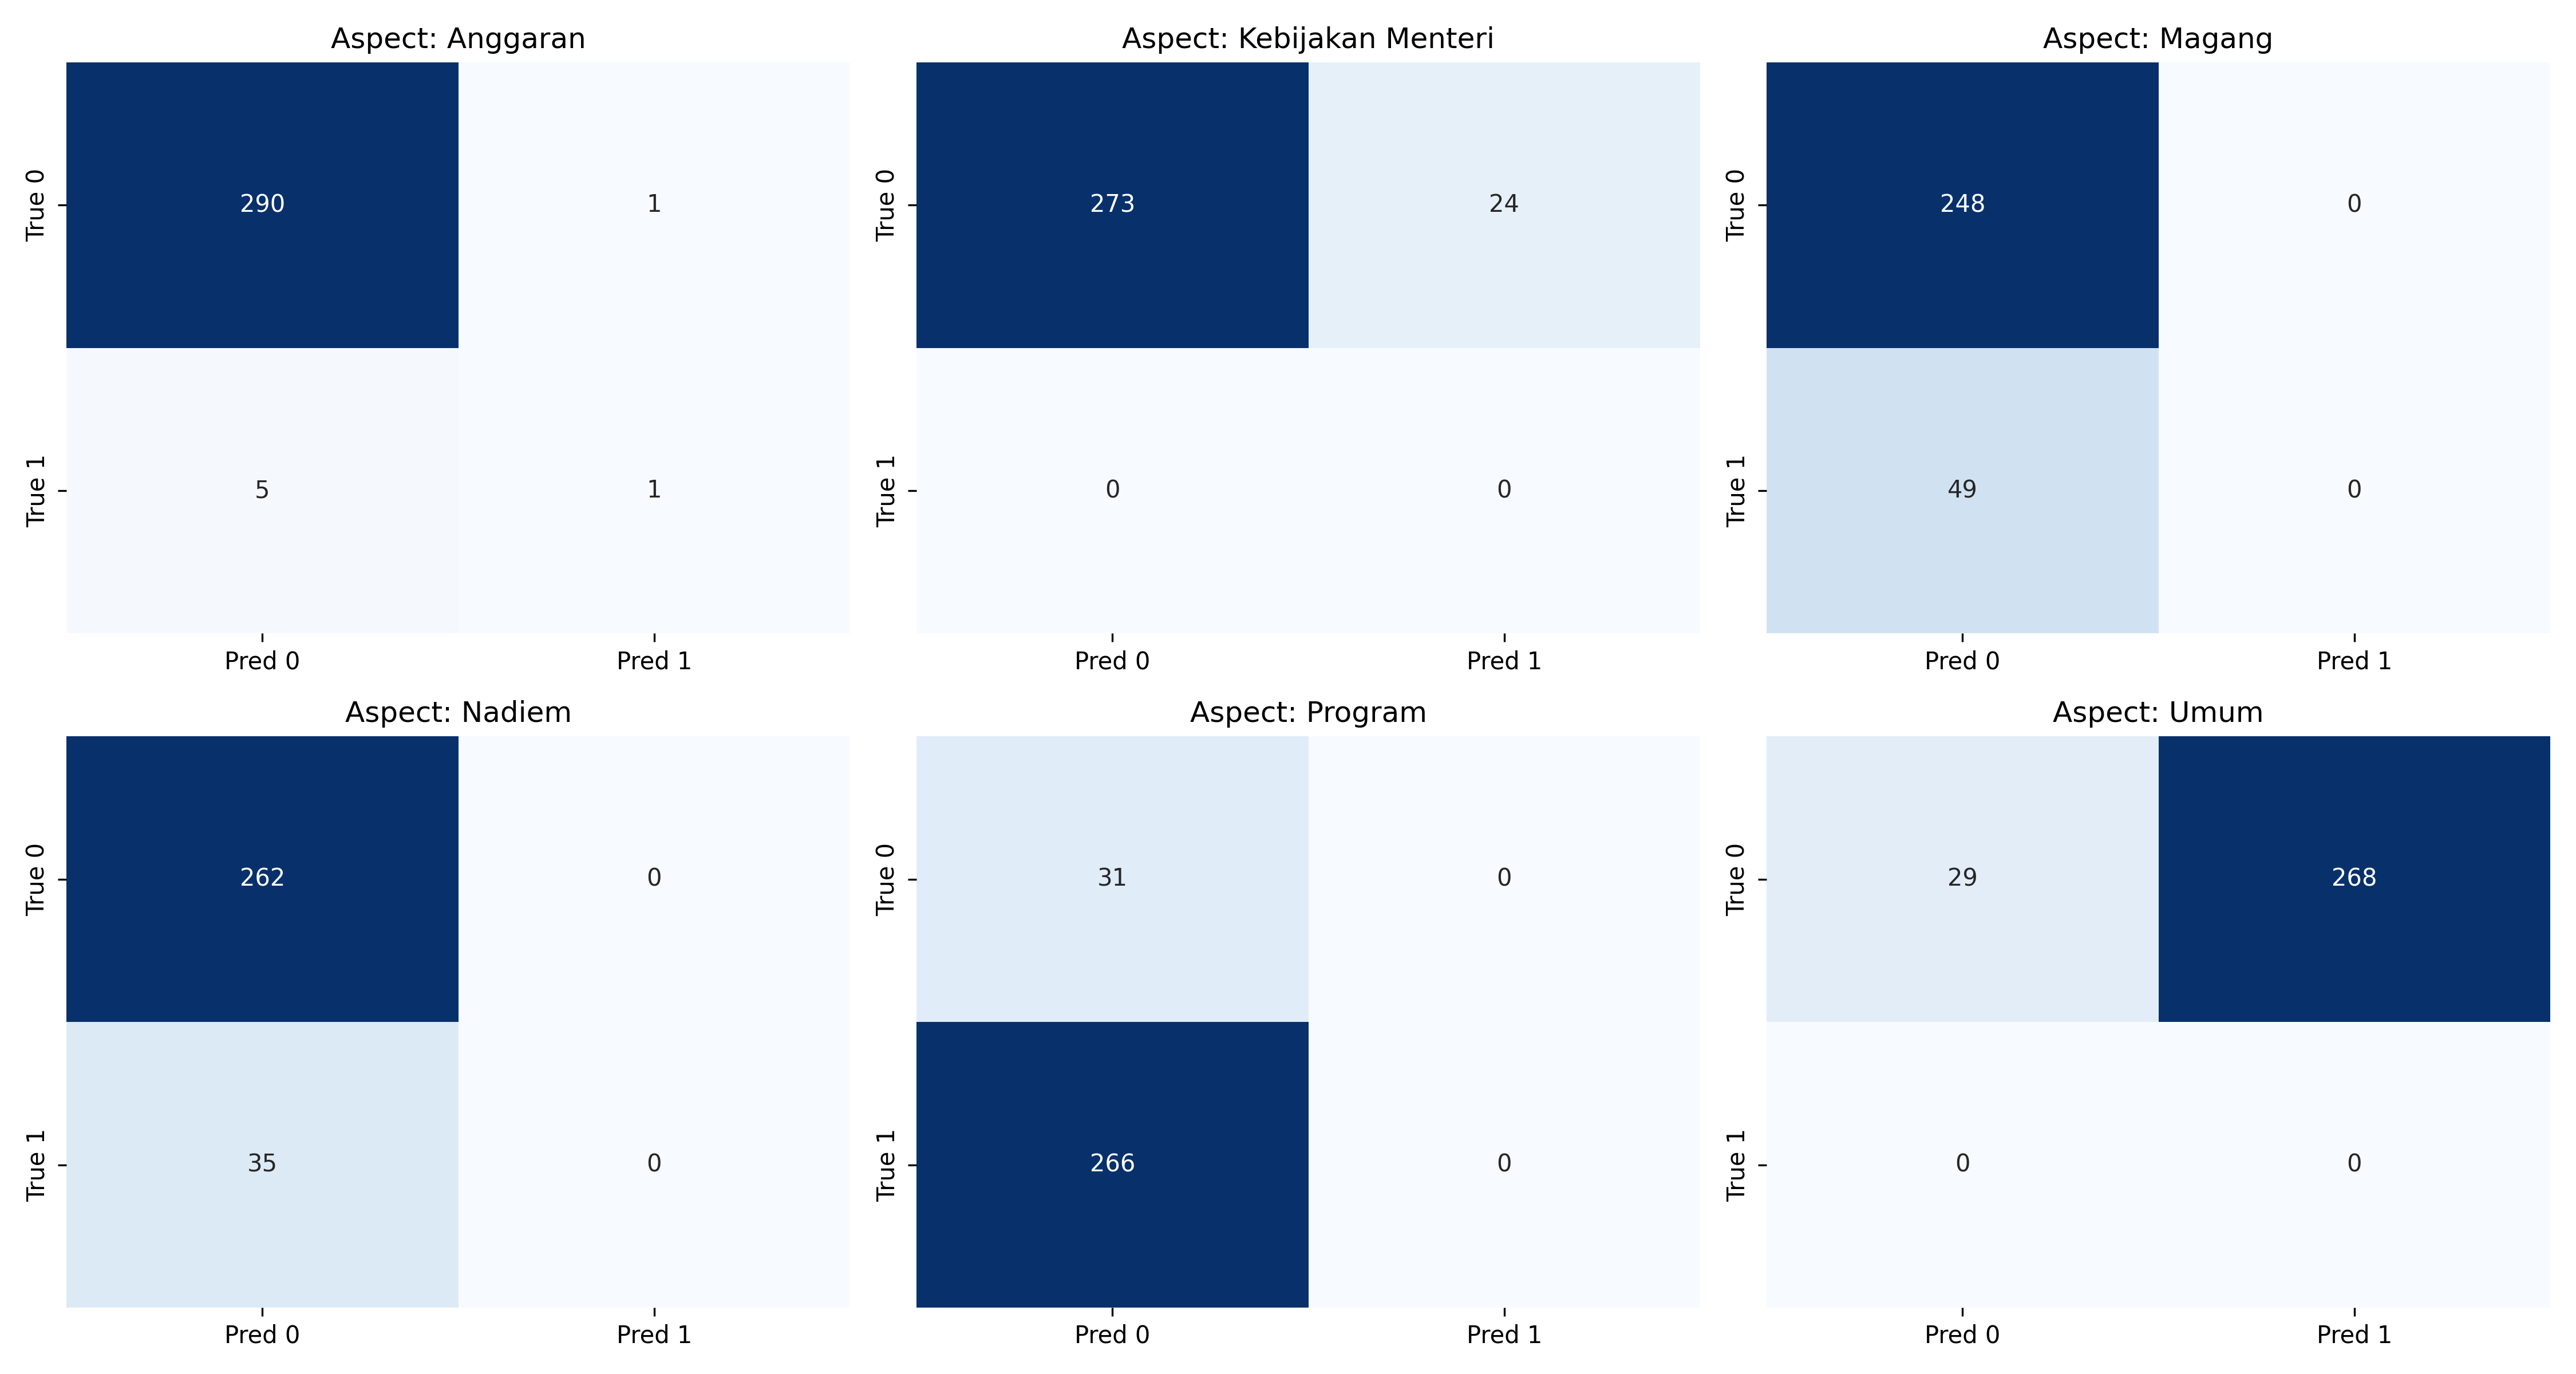 Aspect: Anggaran
True 0
290
1
True 1
5
1
Pred 0
Pred 1
Aspect: Kebijakan Menteri
True 0
273
24
True 1
0
0
Pred 0
Pred 1
Aspect: Magang
True 0
248
0
True 1
49
0
Pred 0
Pred 1
Aspect: Nadiem
True 0
262
0
True 1
35
0
Pred 0
Pred 1
Aspect: Program
True 0
31
0
True 1
266
0
Pred 0
Pred 1
Aspect: Umum
True 0
29
268
True 1
0
0
Pred 0
Pred 1